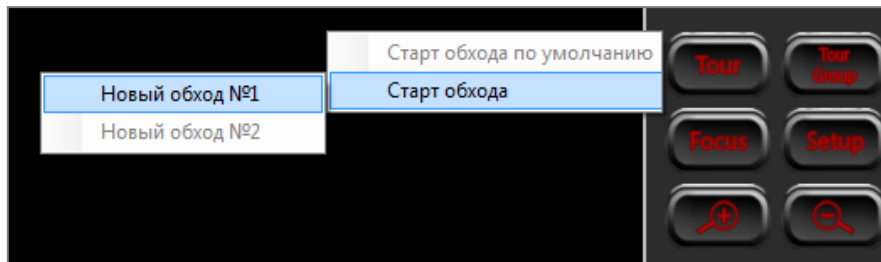 Старт обхода по умолчанию
Старт обхода
Новый обход №1
Новый обход №2
Tour
Tour
Group
Focus
Setup